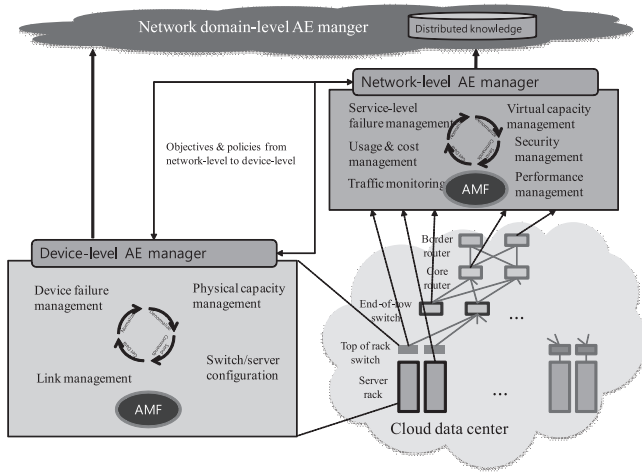 Network domain-level AE manger
Distributed knowledge
Network-level AE manager
Service-level
failure management
Virtual capacity
management
Usage & cost
management
Security
management
Traffic monitoring
AMF
Performance
management
Objectives & policies from
network-level to device-level
Device-level AE manager
Device failure
management
Physical capacity
management
Link management
Switch/server
configuration
AMF
Border
router
Core
router
End-of-row
switch
...
Top of rack
switch
Server
rack
...
Cloud data center